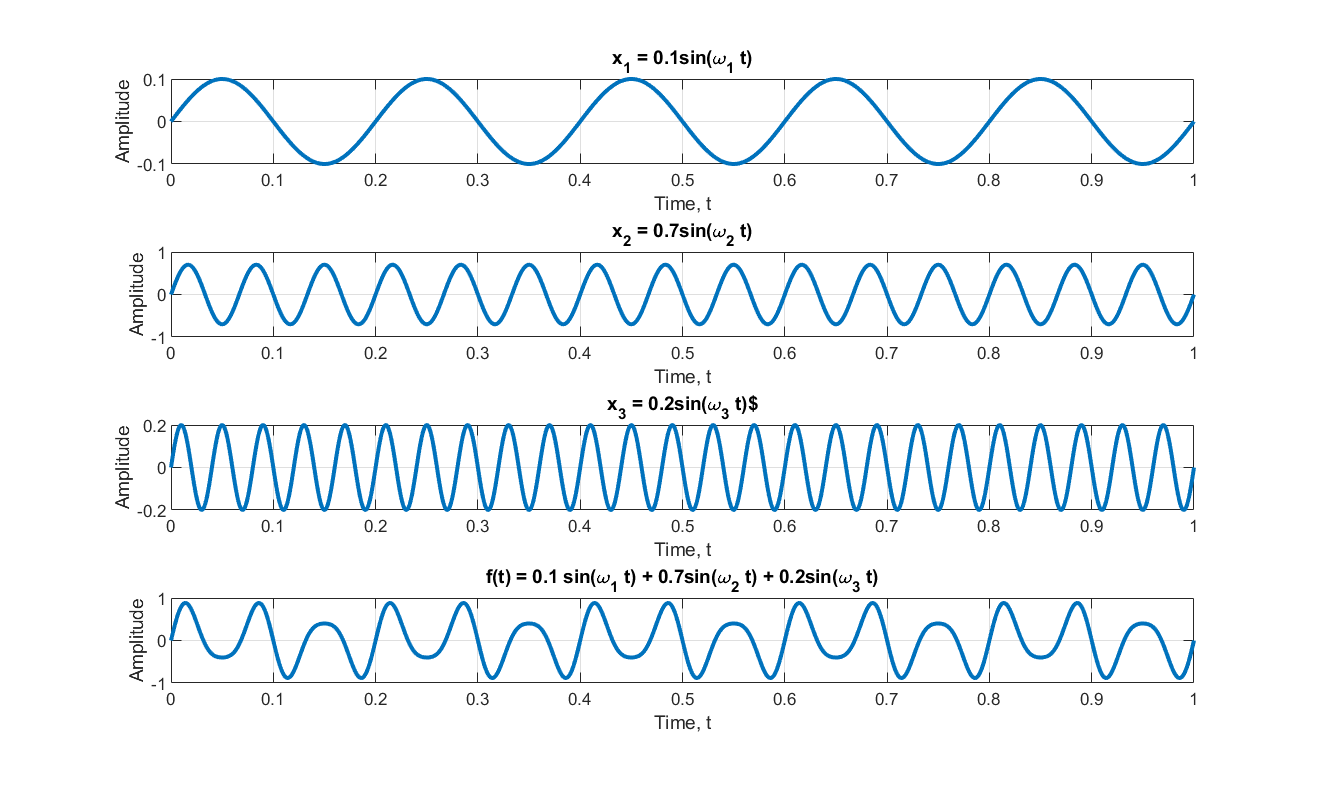 x₁ = 0.1sin(ω₁ t)
Amplitude
0.1
0
-0.1
0 0.1 0.2 0.3 0.4 0.5 0.6 0.7 0.8 0.9 1
Time, t
x₂ = 0.7sin(ω₂ t)
Amplitude
1
0
-1
0 0.1 0.2 0.3 0.4 0.5 0.6 0.7 0.8 0.9 1
Time, t
x₃ = 0.2sin(ω₃ t)$
Amplitude
0.2
0
-0.2
0 0.1 0.2 0.3 0.4 0.5 0.6 0.7 0.8 0.9 1
Time, t
f(t) = 0.1 sin(ω₁ t) + 0.7sin(ω₂ t) + 0.2sin(ω₃ t)
Amplitude
1
0
-1
0 0.1 0.2 0.3 0.4 0.5 0.6 0.7 0.8 0.9 1
Time, t